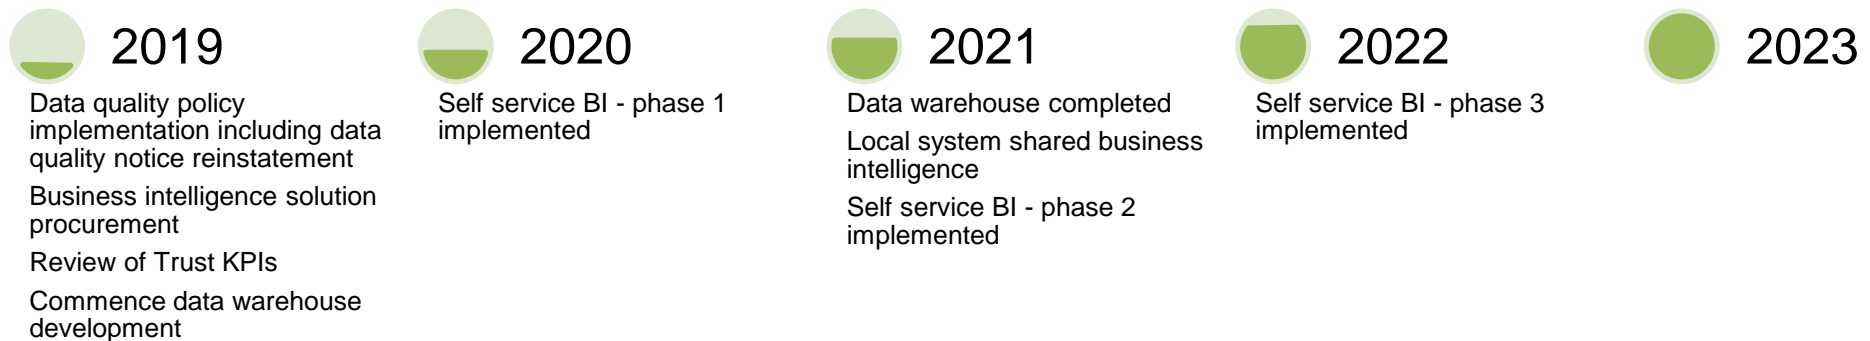 2019
Data quality policy
implementation including data
quality notice reinstatement
Business intelligence solution
procurement
Review of Trust KPIs
Commence data warehouse
development
2020
Self service BI - phase 1
implemented
2021
Data warehouse completed
Local system shared business
intelligence
Self service BI - phase 2
implemented
2022
Self service BI - phase 3
implemented
2023